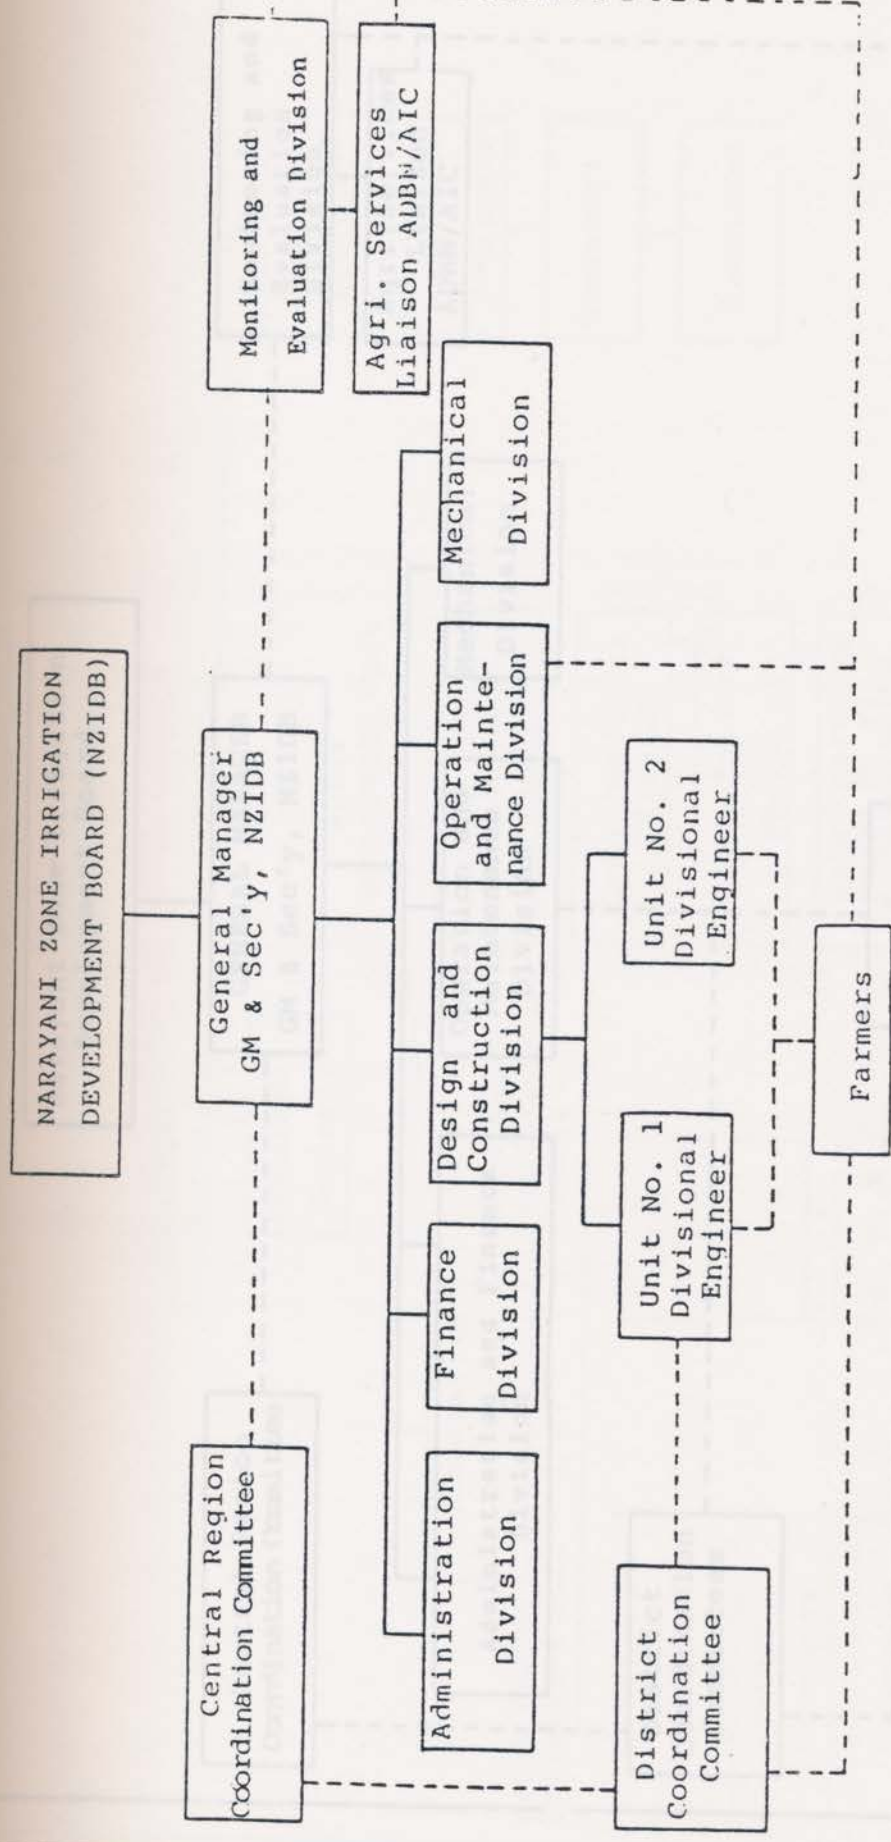 NARAYANI ZONE IRRIGATION
DEVELOPMENT BOARD (NZIDB)
Central Region
Coordination Committee
General Manager
GM & Sec'y, NZIDB
Monitoring and
Evaluation Division
Agri. Services
Liaison ADBN/AIC
Administration
Division
Finance
Division
Design and
Construction
Division
Operation
and Mainte-
nance Division
Mechanical
Division
District
Coordination
Committee
Unit No. 1
Divisional
Engineer
Unit No. 2
Divisional
Engineer
Farmers